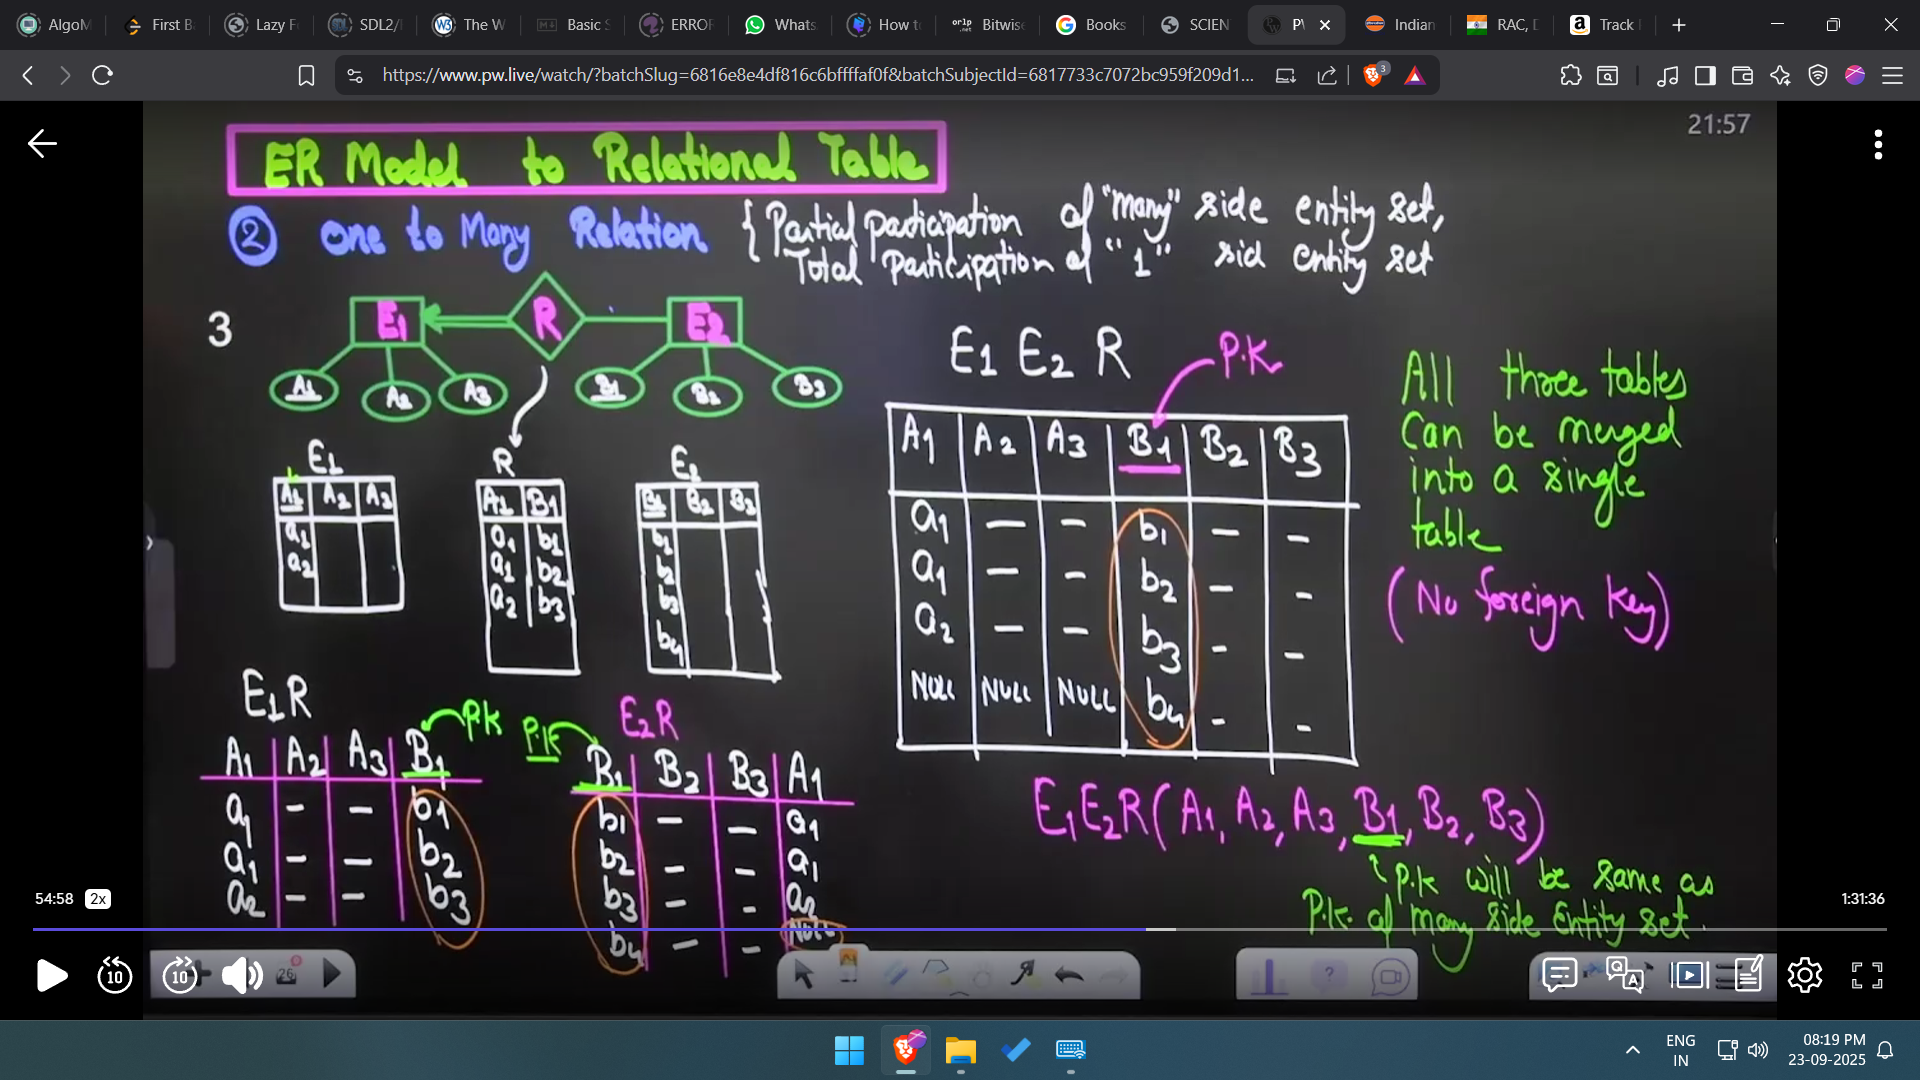 AlgoM
First B
Lazy F
SDL2/
The W
Basic S
ERROR
Whats
How t
Bitwise
Books
SCIEN
PV
Indian
RAC, D
Track
https://www.pw.live/watch/?batchSlug=6816e8e4df816c6bffffaf0f&batchSubjectId=6817733c7072bc959f209d1...
3
21:57
ER Model to Relational Table
② One to Many Relation { Partial participation of "many" side entity set,
Total participation of "1" sid entity set
3
E1 R E2
A1 A2 A3 B1 B2 B3
E1
A1 A2 A3
a1
a2
R
A1 B1
a1 b1
a1 b2
a2 b3
E2
B1 B2 B3
b1
b2
b3
b4
E1 E2 R P.K
A1 A2 A3 B1 B2 B3
a1 – – b1 – –
a1 – – b2 – –
a2 – – b3 – –
NULL NULL NULL b4 – –
All three tables
Can be merged
into a single
table
(No foreign key)
E1R
P.K
A1 A2 A3 B1
a1 – – b1
a1 – – b2
a2 – – b3
E2R
P.K
B1 B2 B3 A1
b1 – – a1
b2 – – a1
b3 – – a2
b4 – – NULL
E1E2R(A1, A2, A3, B1, B2, B3)
P.K will be same as
P.K. of many side Entity set.
54:58 2x
1:31:36
10
10
26
ENG
IN
08:19 PM
23-09-2025